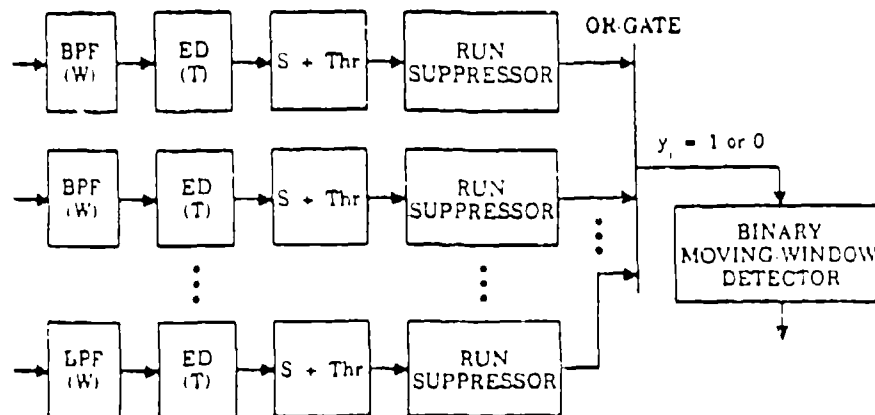 OR-GATE
BPF
(W)
ED
(T)
S + Thr
RUN
SUPPRESSOR
y_i = 1 or 0
BPF
(W)
ED
(T)
S + Thr
RUN
SUPPRESSOR
BINARY
MOVING-WINDOW
DETECTOR
LPF
(W)
ED
(T)
S + Thr
RUN
SUPPRESSOR